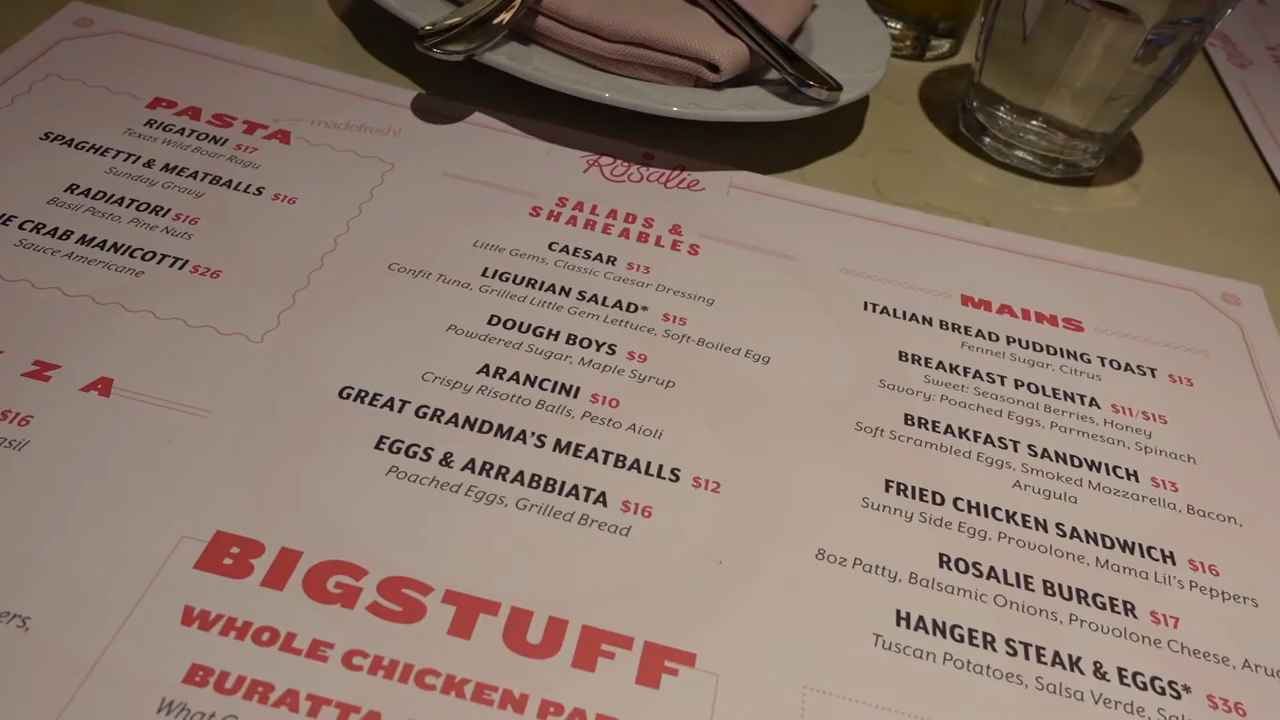 PASTA
madefresh!
RIGATONI $17
Texas Wild Boar Ragu
SPAGHETTI & MEATBALLS $16
Sunday Gravy
RADIATORI $16
Basil Pesto, Pine Nuts
CRAB MANICOTTI $26
Sauce Americane
Z A
$16
Rosalie
SALADS &
SHAREABLES
CAESAR $13
Little Gems, Classic Caesar Dressing
LIGURIAN SALAD* $15
Confit Tuna, Grilled Little Gem Lettuce, Soft-Boiled Egg
DOUGH BOYS $9
Powdered Sugar, Maple Syrup
ARANCINI $10
Crispy Risotto Balls, Pesto Aioli
GREAT GRANDMA'S MEATBALLS $12
EGGS & ARRABBIATA $16
Poached Eggs, Grilled Bread
BIGSTUFF
WHOLE CHICKEN
BURATTA
What
MAINS
ITALIAN BREAD PUDDING TOAST $13
Fennel Sugar, Citrus
BREAKFAST POLENTA $11/$15
Sweet: Seasonal Berries, Honey
Savory: Poached Eggs, Parmesan, Spinach
BREAKFAST SANDWICH $13
Soft Scrambled Eggs, Smoked Mozzarella, Bacon,
Arugula
FRIED CHICKEN SANDWICH $16
Sunny Side Egg, Provolone, Mama Lil's Peppers
ROSALIE BURGER $17
8oz Patty, Balsamic Onions, Provolone Cheese,
HANGER STEAK & EGGS* $36
Tuscan Potatoes, Salsa Verde,